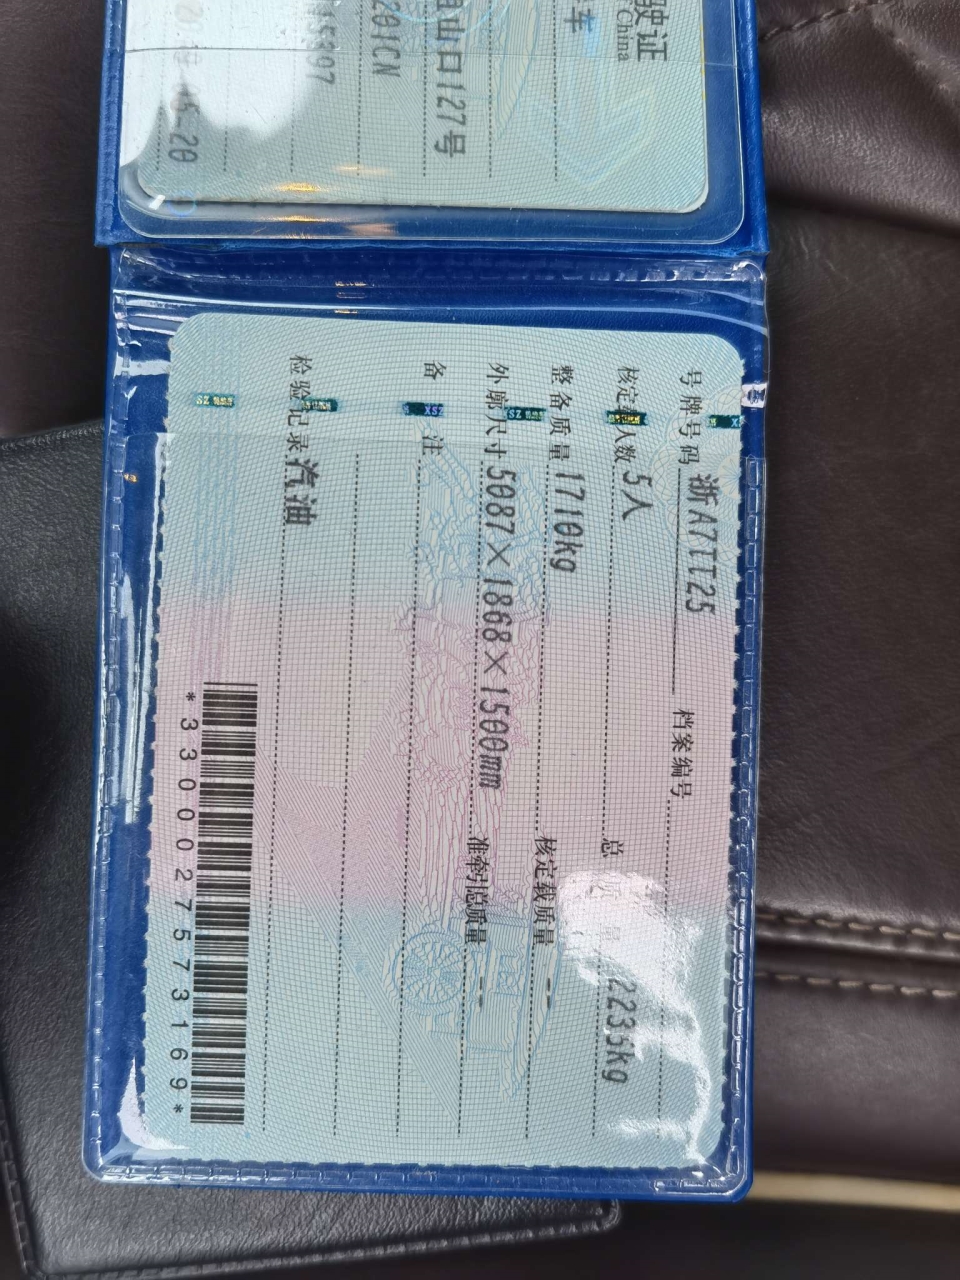 驶证
China
车
山口127号
201CN
20
号牌号码 浙A7TT25 档案编号
核定载人数 5人 总质量 2235kg
整备质量 1710kg 核定载质量 --
外廓尺寸 5087×1868×1500mm 准牵引总质量 --
备注
检验记录 汽油
*3300027573169*